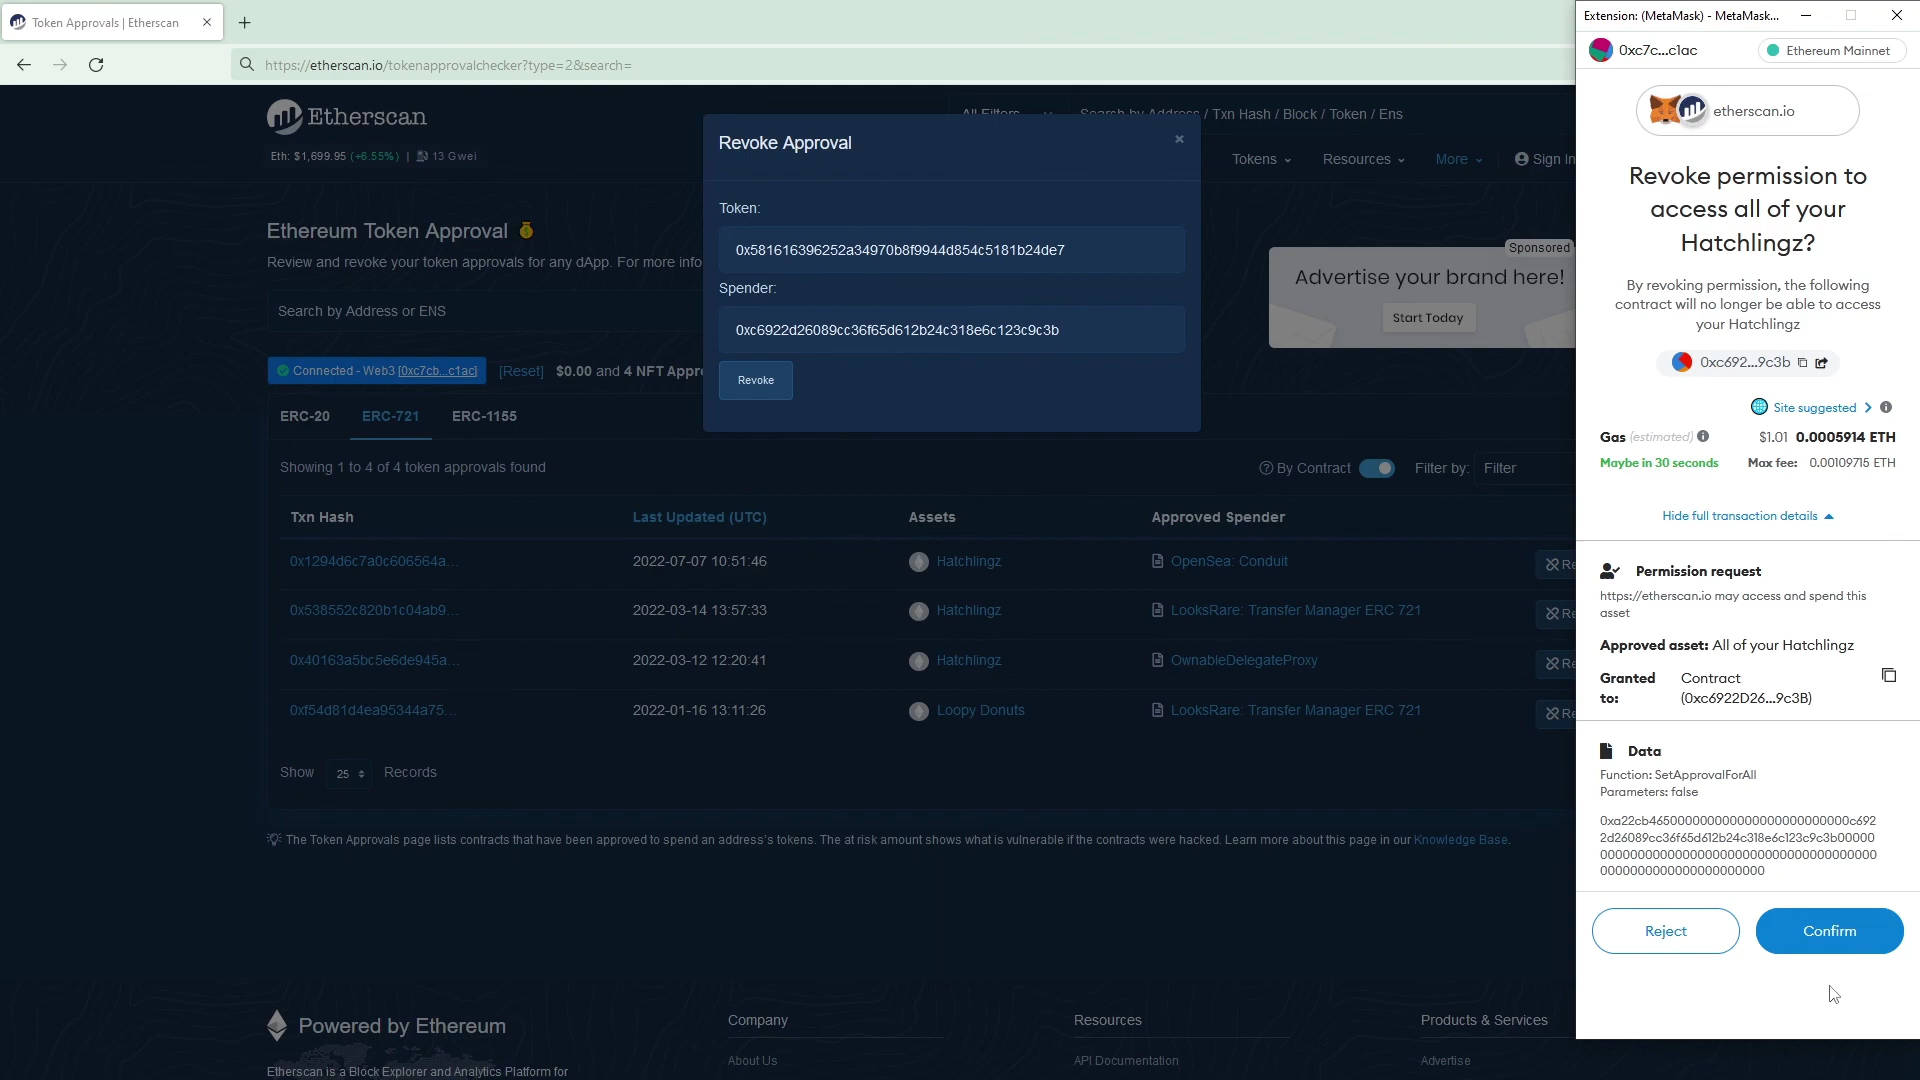 Token Approvals | Etherscan
https://etherscan.io/tokenapprovalchecker?type=2&search=
Etherscan
All Filters
Search by Address / Txn Hash / Block / Token / Ens
Eth: $1,699.95 (+6.55%) | 13 Gwei
Tokens
Resources
More
Sign In
Ethereum Token Approval
Review and revoke your token approvals for any dApp. For more info
Search by Address or ENS
Connected - Web3 [0xc7cb...c1ac]
[Reset]
$0.00 and 4 NFT Appr
ERC-20
ERC-721
ERC-1155
Sponsored
Advertise your brand here!
Start Today
Revoke Approval
×
Token:
0x581616396252a34970b8f9944d854c5181b24de7
Spender:
0xc6922d26089cc36f65d612b24c318e6c123c9c3b
Revoke
Showing 1 to 4 of 4 token approvals found
By Contract
Filter by:
Filter
Txn Hash
Last Updated (UTC)
Assets
Approved Spender
0x1294d6c7a0c606564a...
2022-07-07 10:51:46
Hatchlingz
OpenSea: Conduit
Re
0x538552c820b1c04ab9...
2022-03-14 13:57:33
Hatchlingz
LooksRare: Transfer Manager ERC 721
Re
0x40163a5bc5e6de945a...
2022-03-12 12:20:41
Hatchlingz
OwnableDelegateProxy
Re
0xf54d81d4ea95344a75...
2022-01-16 13:11:26
Loopy Donuts
LooksRare: Transfer Manager ERC 721
Re
Show
25
Records
The Token Approvals page lists contracts that have been approved to spend an address's tokens. The at risk amount shows what is vulnerable if the contracts were hacked. Learn more about this page in our Knowledge Base.
Powered by Ethereum
Etherscan is a Block Explorer and Analytics Platform for
Company
About Us
Resources
API Documentation
Products & Services
Advertise
Extension: (MetaMask) - MetaMask...
0xc7c...c1ac
Ethereum Mainnet
etherscan.io
Revoke permission to
access all of your
Hatchlingz?
By revoking permission, the following
contract will no longer be able to access
your Hatchlingz
0xc692...9c3b
Site suggested
Gas (estimated)
$1.01 0.0005914 ETH
Maybe in 30 seconds
Max fee: 0.00109715 ETH
Hide full transaction details
Permission request
https://etherscan.io may access and spend this
asset
Approved asset: All of your Hatchlingz
Granted
to:
Contract
(0xc6922D26...9c3B)
Data
Function: SetApprovalForAll
Parameters: false
0xa22cb465000000000000000000000000c692
2d26089cc36f65d612b24c318e6c123c9c3b00000
00000000000000000000000000000000000000
000000000000000000000
Reject
Confirm